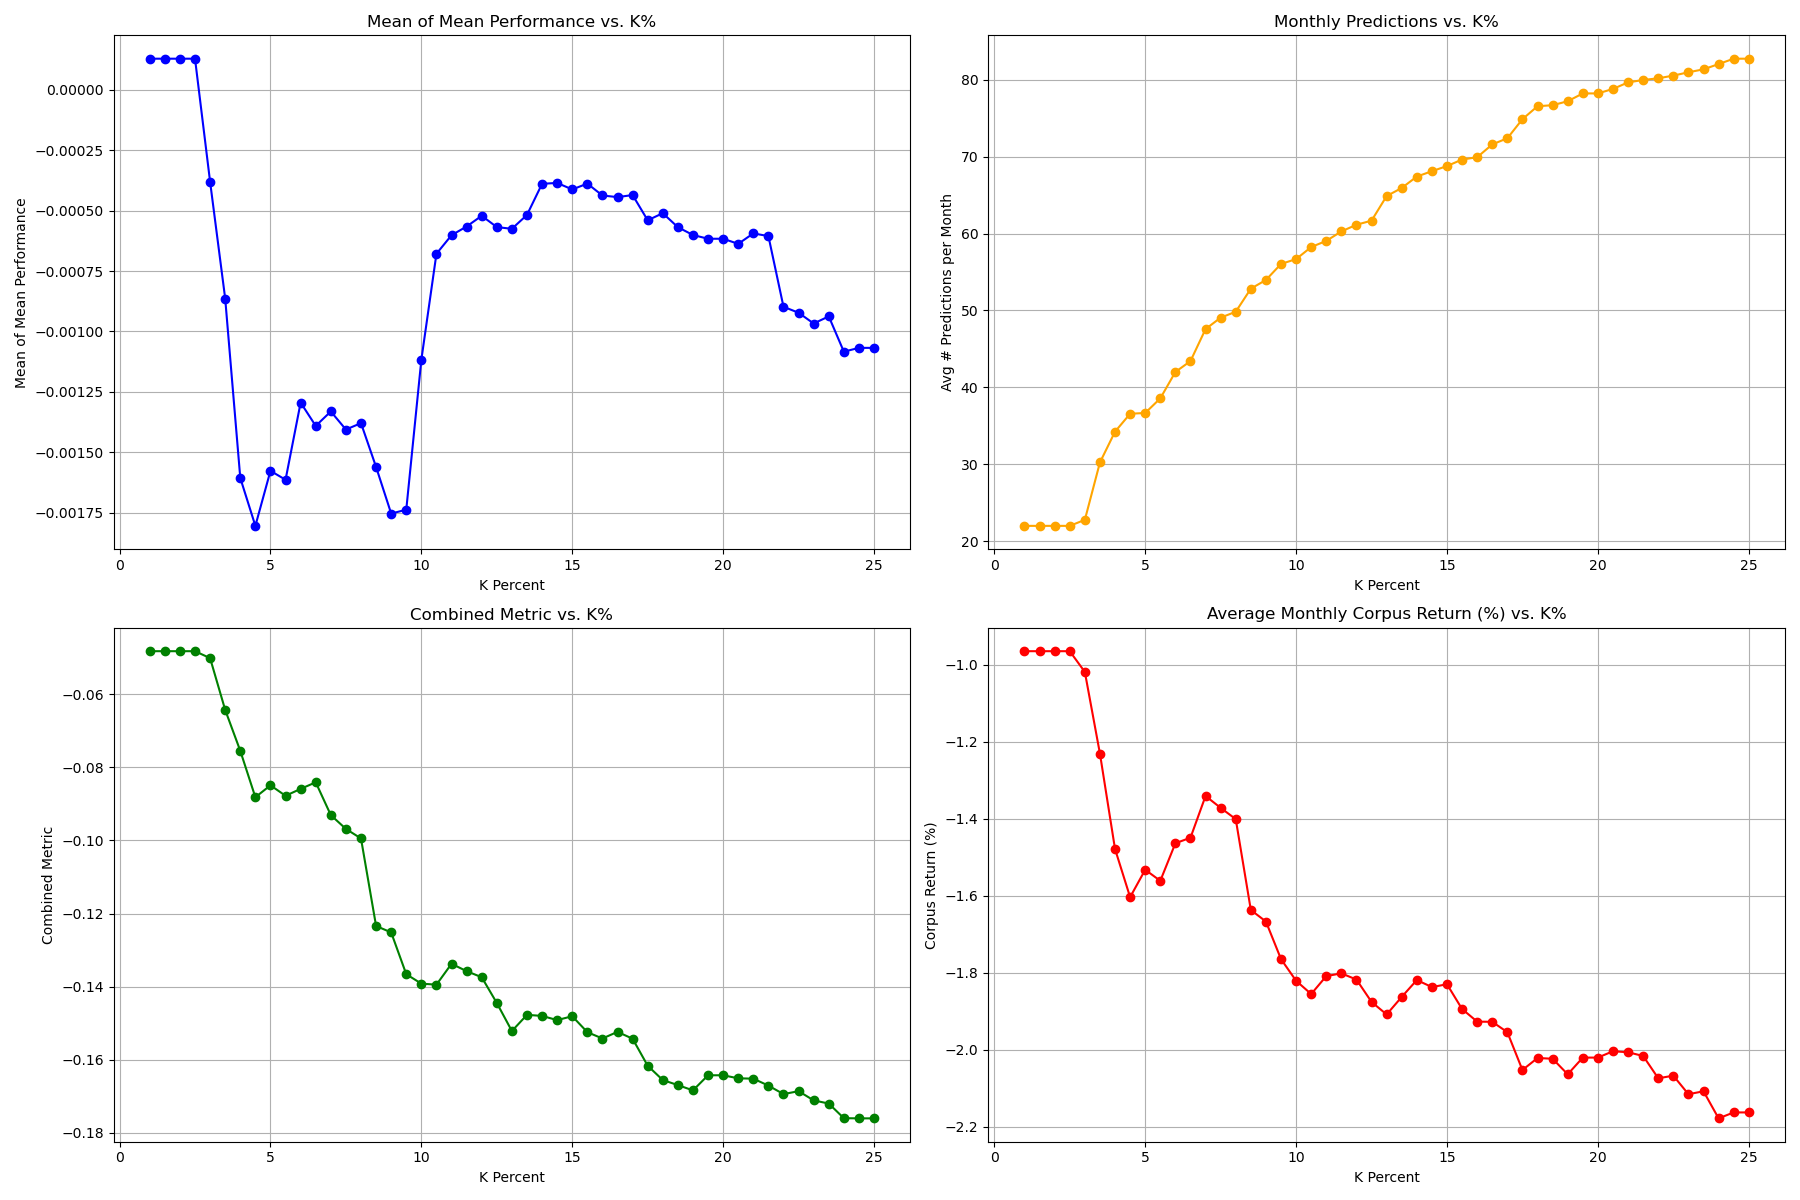 Mean of Mean Performance vs. K%
Mean of Mean Performance
0.00000
−0.00025
−0.00050
−0.00075
−0.00100
−0.00125
−0.00150
−0.00175
0 5 10 15 20 25
K Percent
Monthly Predictions vs. K%
Avg # Predictions per Month
80
70
60
50
40
30
20
0 5 10 15 20 25
K Percent
Combined Metric vs. K%
Combined Metric
−0.06
−0.08
−0.10
−0.12
−0.14
−0.16
−0.18
0 5 10 15 20 25
K Percent
Average Monthly Corpus Return (%) vs. K%
Corpus Return (%)
−1.0
−1.2
−1.4
−1.6
−1.8
−2.0
−2.2
0 5 10 15 20 25
K Percent